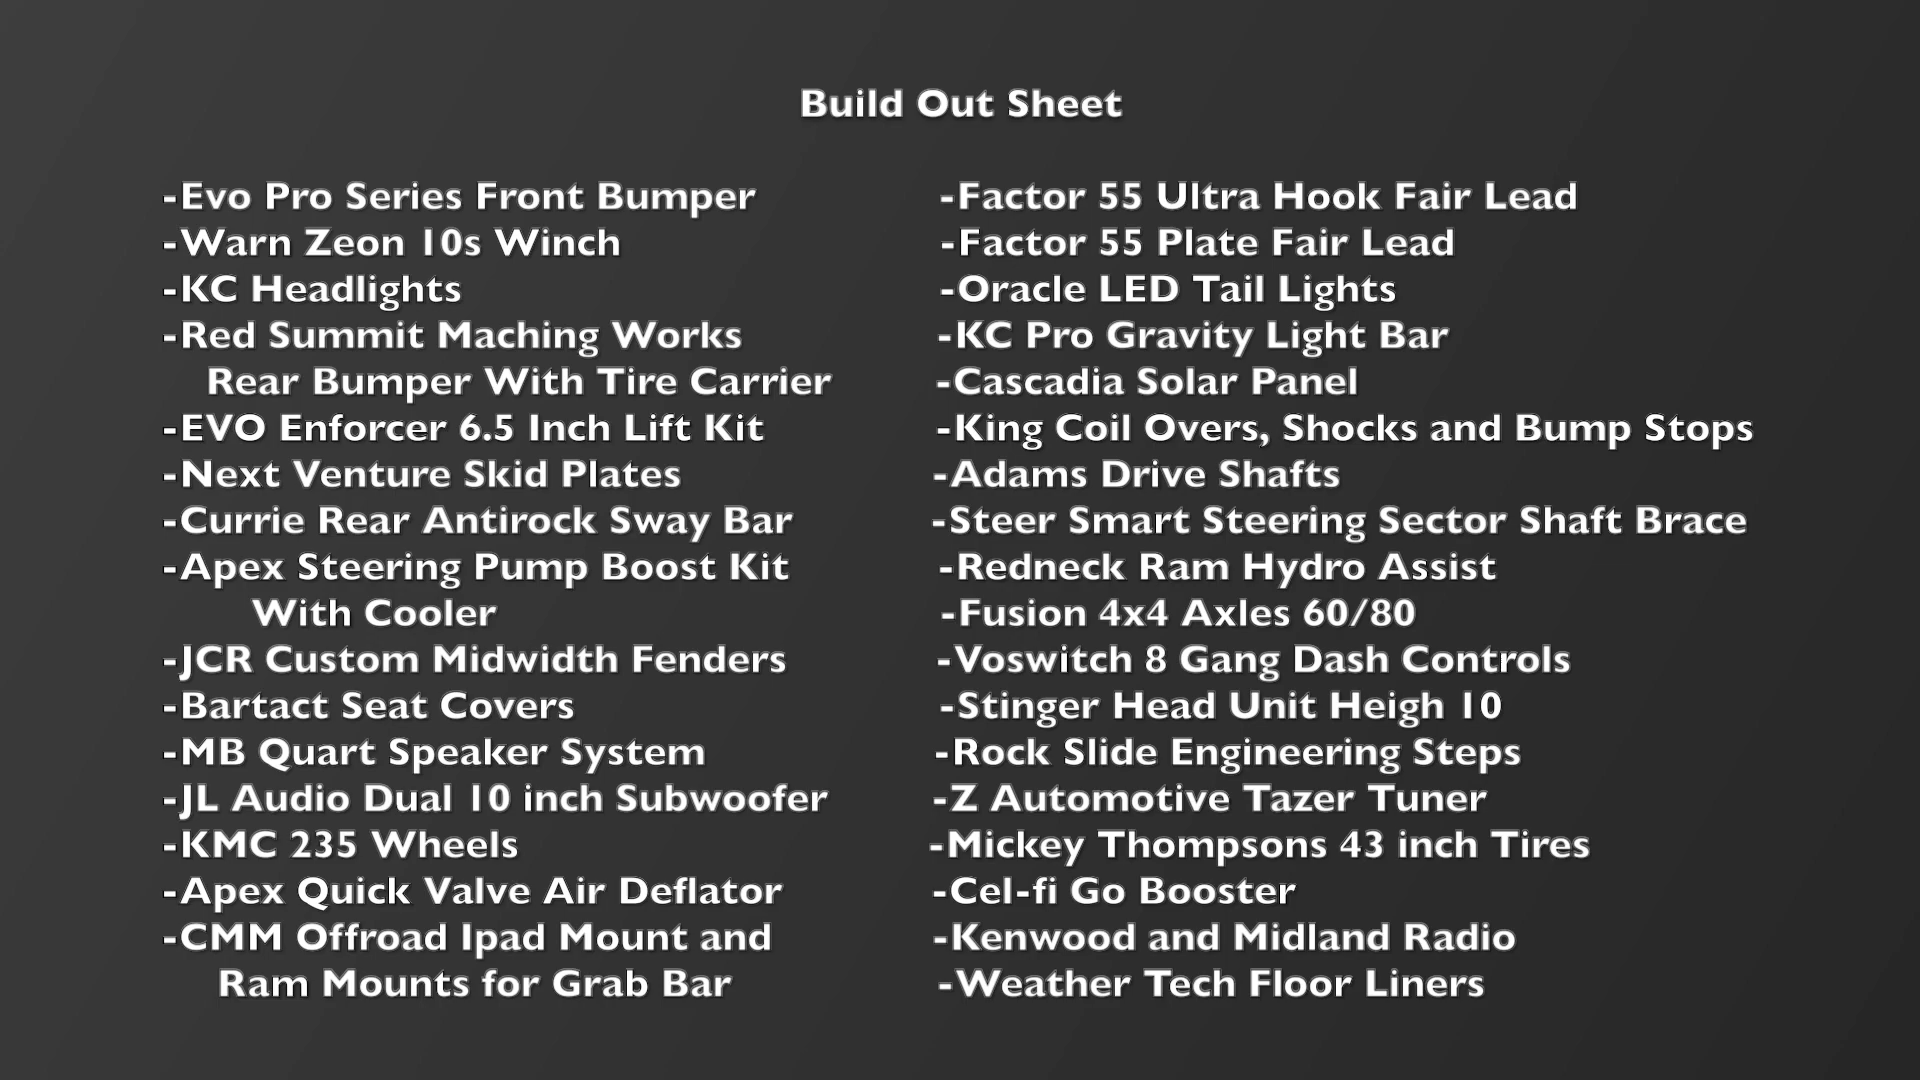 Build Out Sheet
-Evo Pro Series Front Bumper
-Warn Zeon 10s Winch
-KC Headlights
-Red Summit Maching Works
Rear Bumper With Tire Carrier
-EVO Enforcer 6.5 Inch Lift Kit
-Next Venture Skid Plates
-Currie Rear Antirock Sway Bar
-Apex Steering Pump Boost Kit
With Cooler
-JCR Custom Midwidth Fenders
-Bartact Seat Covers
-MB Quart Speaker System
-JL Audio Dual 10 inch Subwoofer
-KMC 235 Wheels
-Apex Quick Valve Air Deflator
-CMM Offroad Ipad Mount and
Ram Mounts for Grab Bar
-Factor 55 Ultra Hook Fair Lead
-Factor 55 Plate Fair Lead
-Oracle LED Tail Lights
-KC Pro Gravity Light Bar
-Cascadia Solar Panel
-King Coil Overs, Shocks and Bump Stops
-Adams Drive Shafts
-Steer Smart Steering Sector Shaft Brace
-Redneck Ram Hydro Assist
-Fusion 4x4 Axles 60/80
-Voswitch 8 Gang Dash Controls
-Stinger Head Unit Heigh 10
-Rock Slide Engineering Steps
-Z Automotive Tazer Tuner
-Mickey Thompsons 43 inch Tires
-Cel-fi Go Booster
-Kenwood and Midland Radio
-Weather Tech Floor Liners